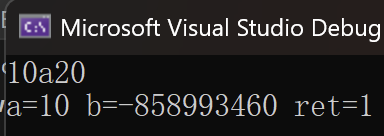 Microsoft Visual Studio Debug
10a20
a=10 b=-858993460 ret=1